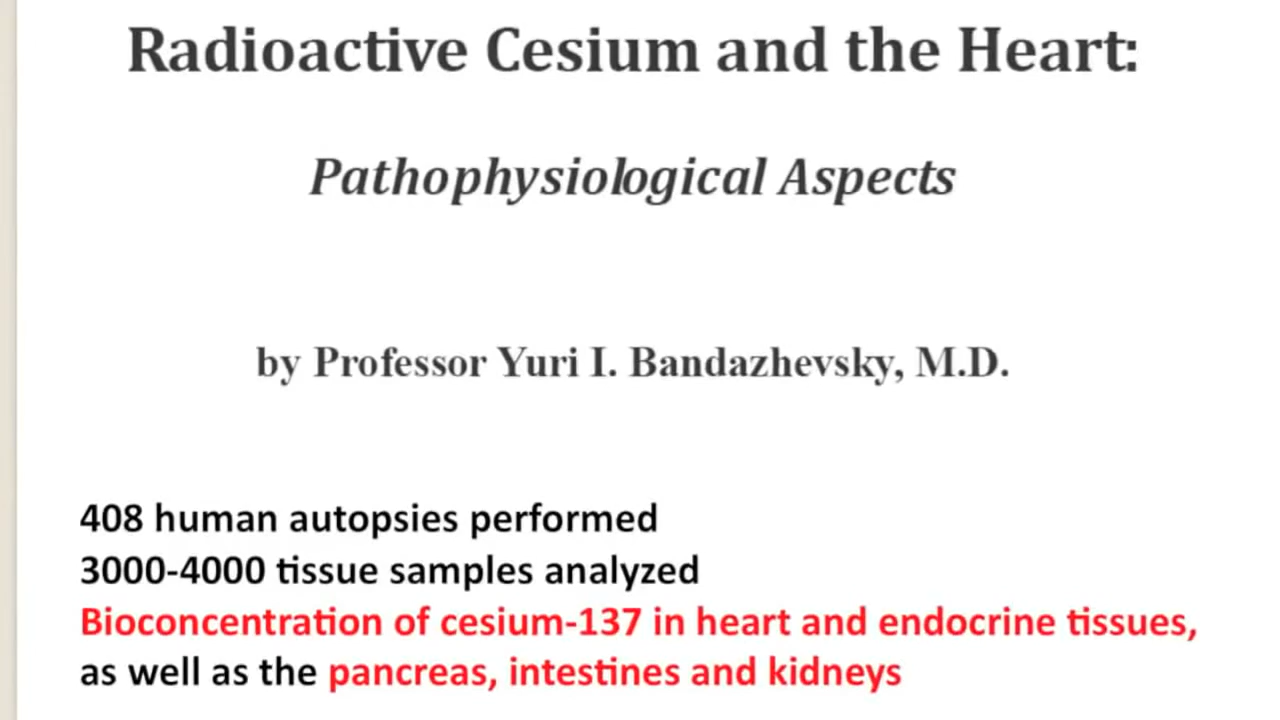 Radioactive Cesium and the Heart:
Pathophysiological Aspects
by Professor Yuri I. Bandazhevsky, M.D.
408 human autopsies performed
3000-4000 tissue samples analyzed
Bioconcentration of cesium-137 in heart and endocrine tissues,
as well as the pancreas, intestines and kidneys